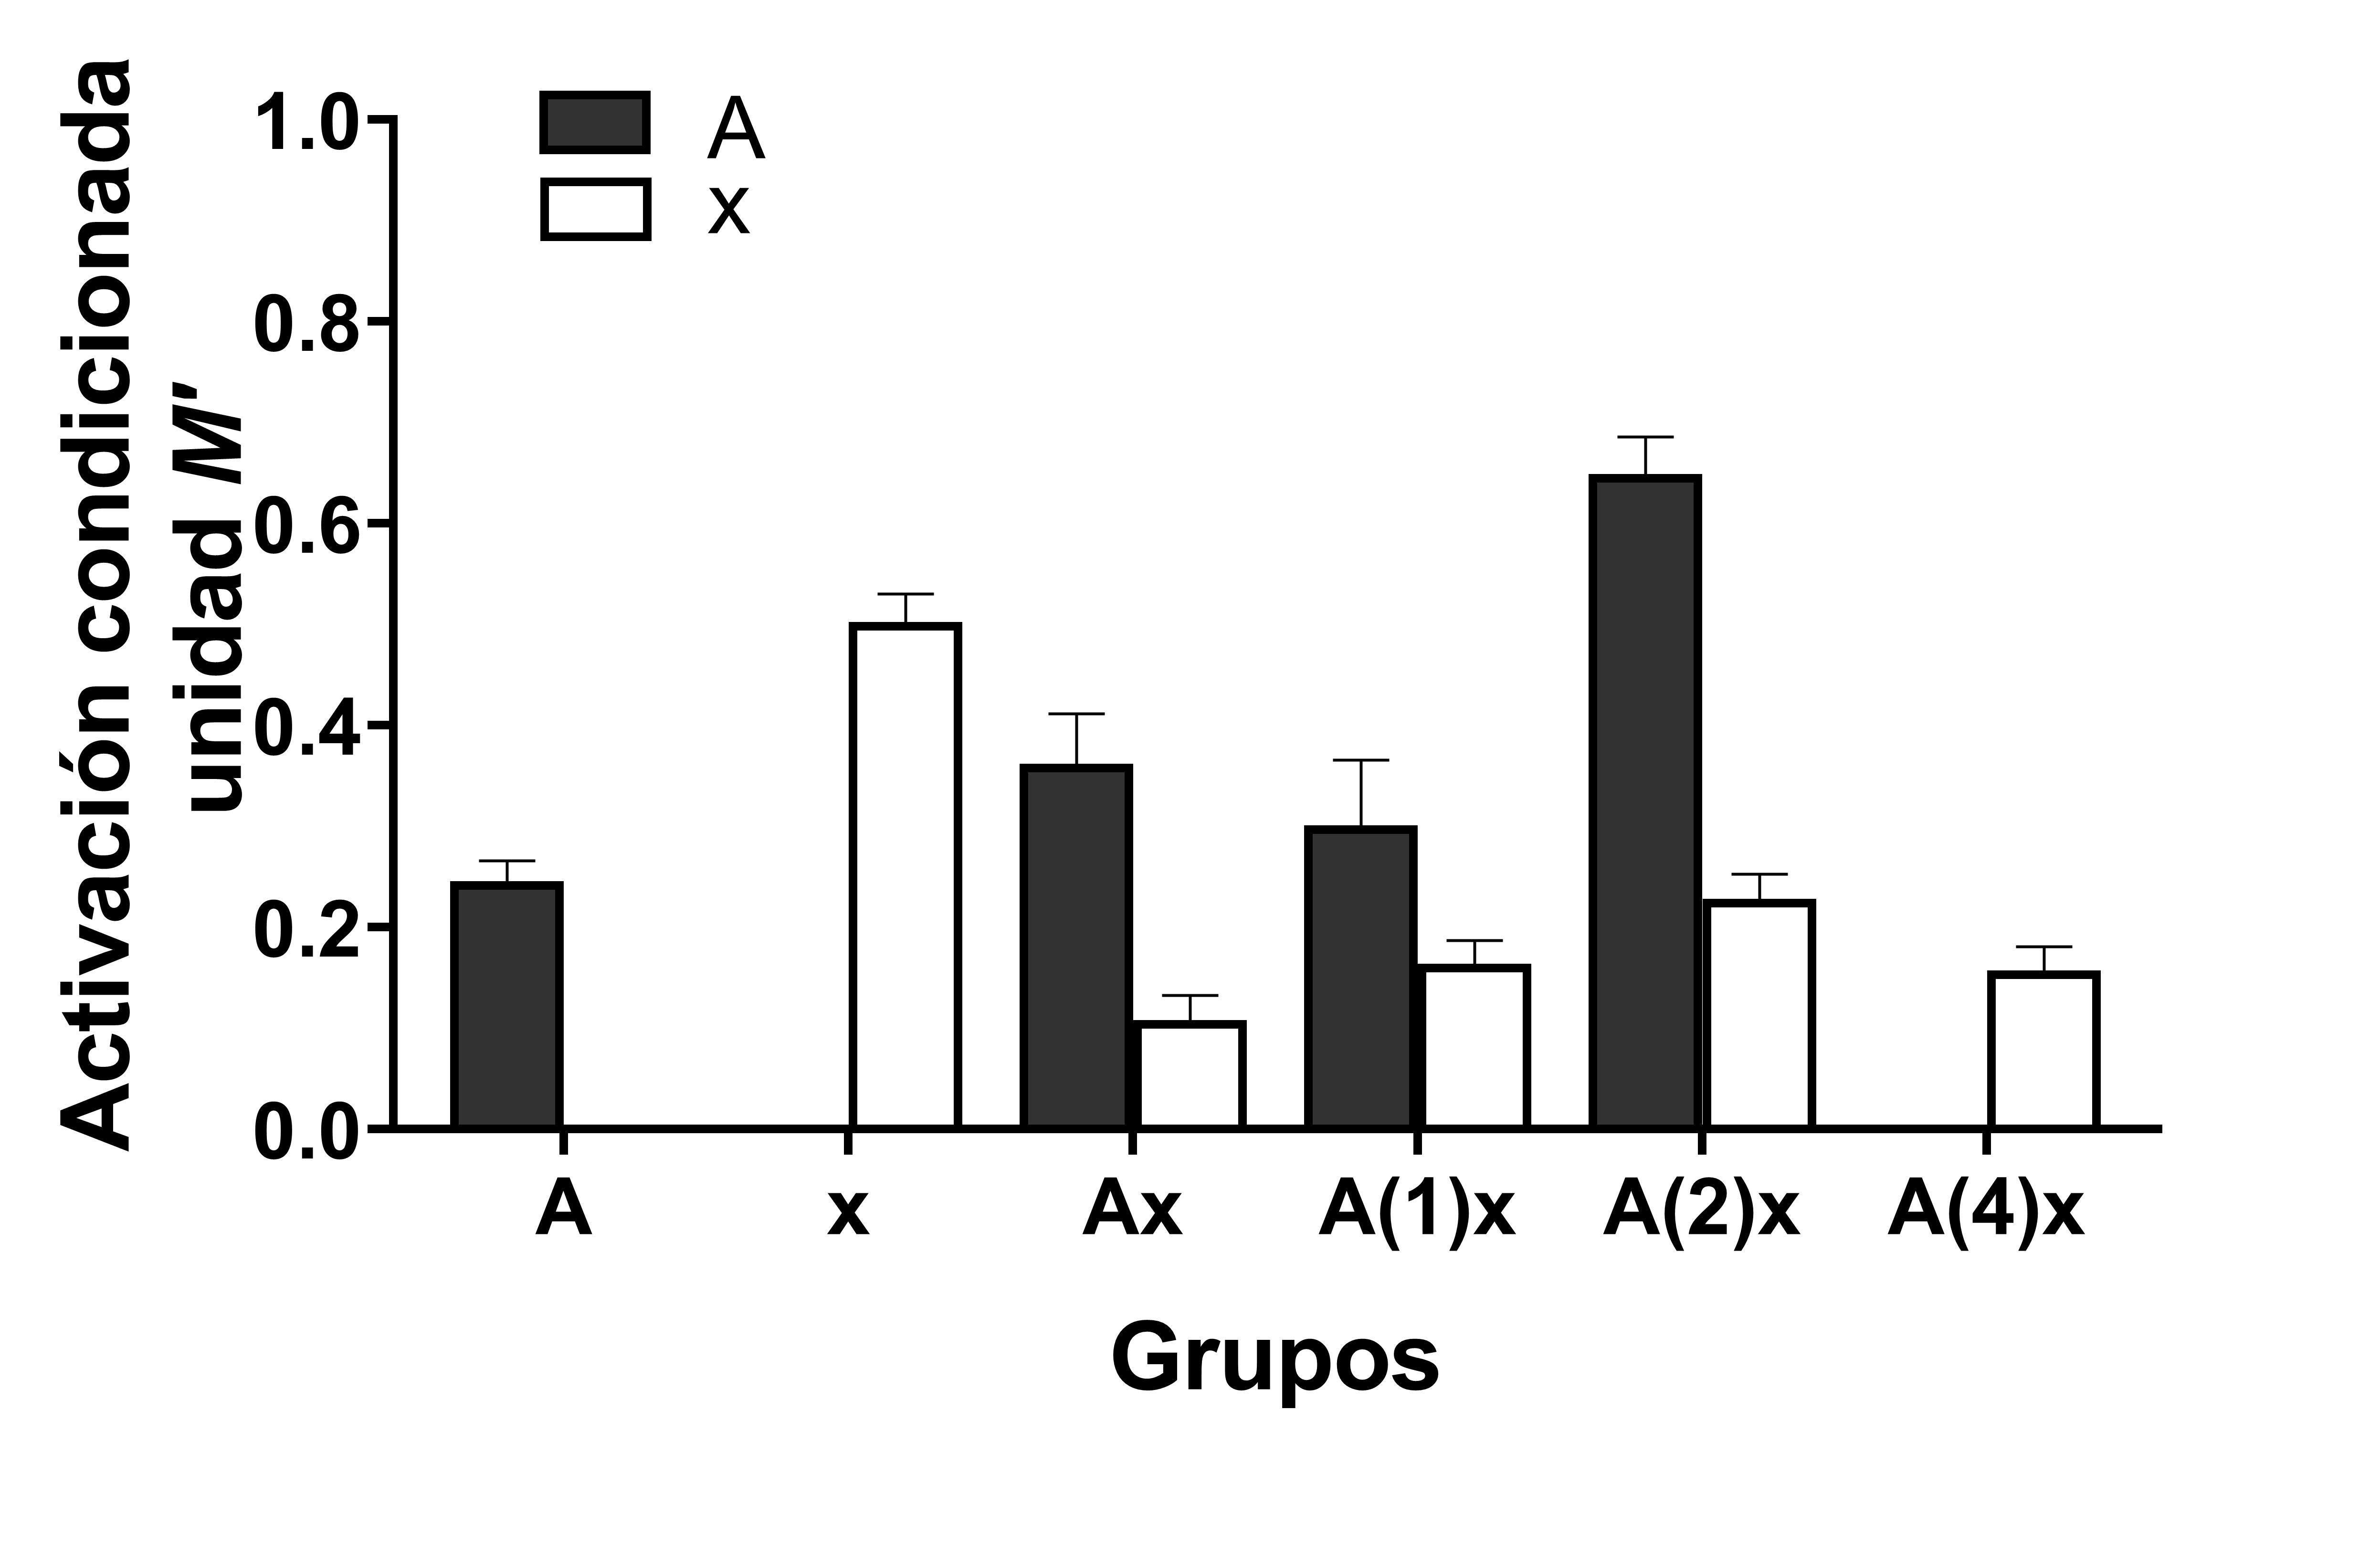 Activación condicionada
unidad M′
1.0
0.8
0.6
0.4
0.2
0.0
A
x
A
x
Ax
A(1)x
A(2)x
A(4)x
Grupos